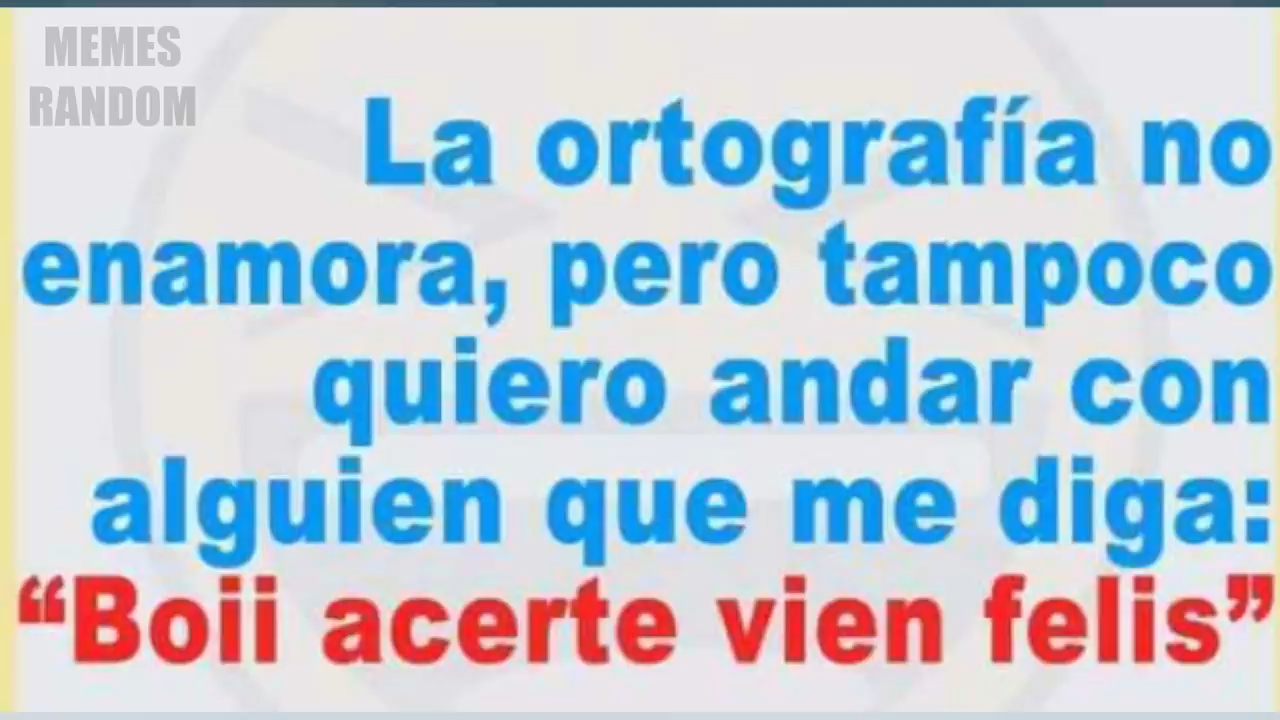 MEMES
RANDOM
La ortografía no
enamora, pero tampoco
quiero andar con
alguien que me diga:
“Boii acerte vien felis”